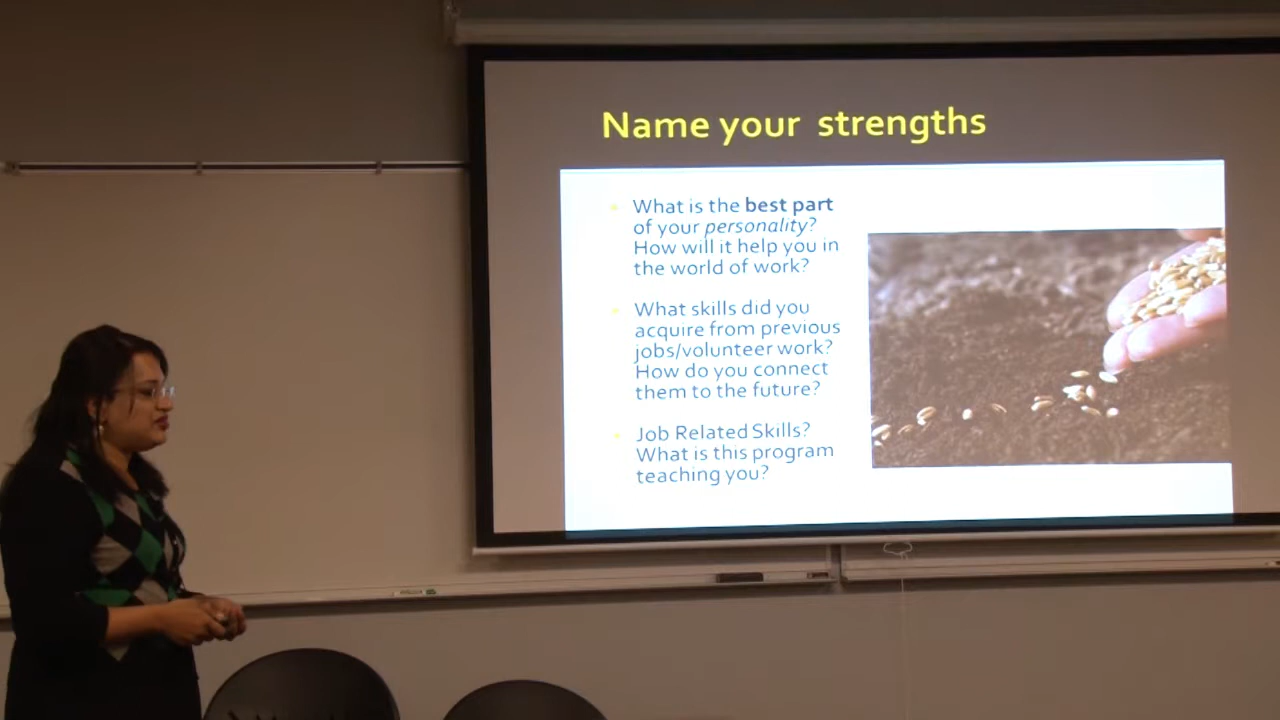 Name your strengths
What is the best part
of your personality?
How will it help you in
the world of work?
What skills did you
acquire from previous
jobs/volunteer work?
How do you connect
them to the future?
Job Related Skills?
What is this program
teaching you?